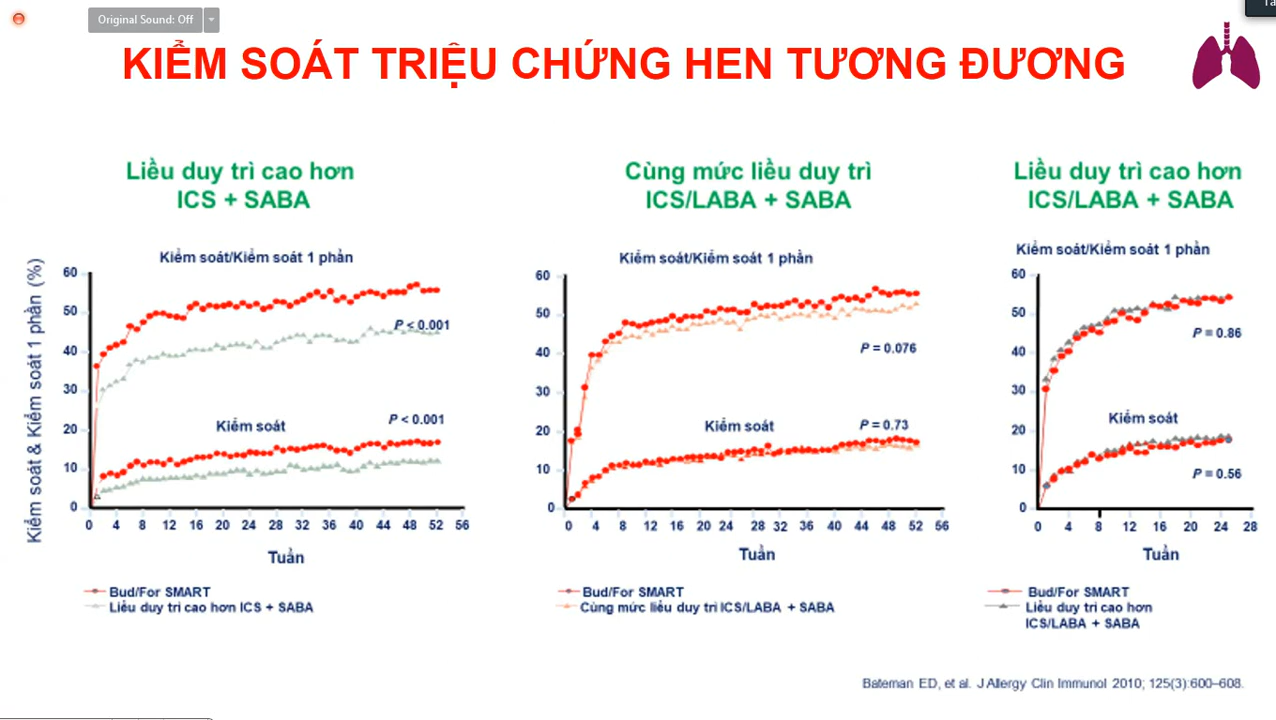 Original Sound: Off
Ta
KIỂM SOÁT TRIỆU CHỨNG HEN TƯƠNG ĐƯƠNG
Liều duy trì cao hơn
ICS + SABA
Kiểm soát & Kiểm soát 1 phần (%)
Kiểm soát/Kiểm soát 1 phần
60
50
40
30
20
10
0
P < 0.001
Kiểm soát
P < 0.001
0 4 8 12 16 20 24 28 32 36 40 44 48 52 56
Tuần
Bud/For SMART
Liều duy trì cao hơn ICS + SABA
Cùng mức liều duy trì
ICS/LABA + SABA
Kiểm soát/Kiểm soát 1 phần
60
50
40
30
20
10
0
P = 0.076
Kiểm soát
P = 0.73
0 4 8 12 16 20 24 28 32 36 40 44 48 52 56
Tuần
Bud/For SMART
Cùng mức liều duy trì ICS/LABA + SABA
Liều duy trì cao hơn
ICS/LABA + SABA
Kiểm soát/Kiểm soát 1 phần
60
50
40
30
20
10
0
P = 0.86
Kiểm soát
P = 0.56
0 4 8 12 16 20 24 28
Tuần
Bud/For SMART
Liều duy trì cao hơn
ICS/LABA + SABA
Bateman ED, et al. J Allergy Clin Immunol 2010; 125(3):600–608.